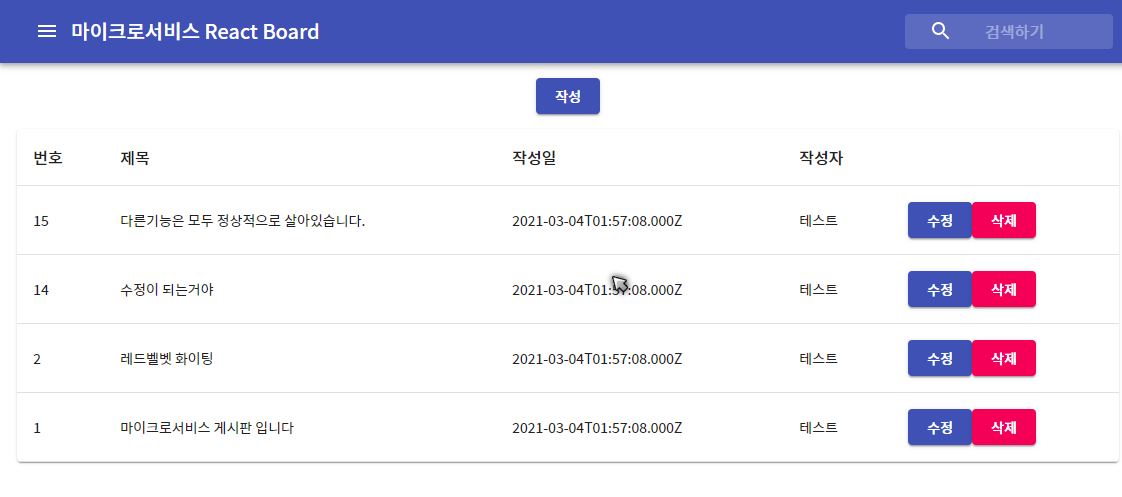 마이크로서비스 React Board 검색하기
작성
번호 제목 작성일 작성자
15 다른기능은 모두 정상적으로 살아있습니다. 2021-03-04T01:57:08.000Z 테스트 수정 삭제
14 수정이 되는거야 2021-03-04T01:57:08.000Z 테스트 수정 삭제
2 레드벨벳 화이팅 2021-03-04T01:57:08.000Z 테스트 수정 삭제
1 마이크로서비스 게시판 입니다 2021-03-04T01:57:08.000Z 테스트 수정 삭제